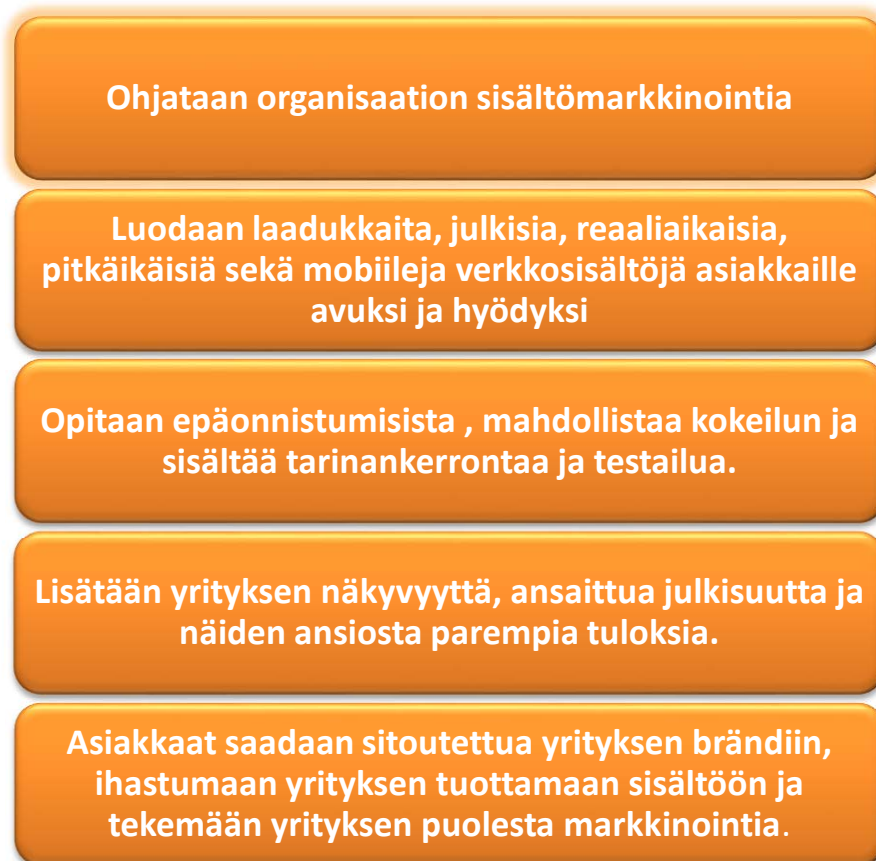 Ohjataan organisaation sisältömarkkinointia
Luodaan laadukkaita, julkisia, reaaliaikaisia,
pitkäikäisiä sekä mobiileja verkkosisältöjä asiakkaille
avuksi ja hyödyksi
Opitaan epäonnistumisista , mahdollistaa kokeilun ja
sisältää tarinankerrontaa ja testailua.
Lisätään yrityksen näkyvyyttä, ansaittua julkisuutta ja
näiden ansiosta parempia tuloksia.
Asiakkaat saadaan sitoutettua yrityksen brändiin,
ihastumaan yrityksen tuottamaan sisältöön ja
tekemään yrityksen puolesta markkinointia.